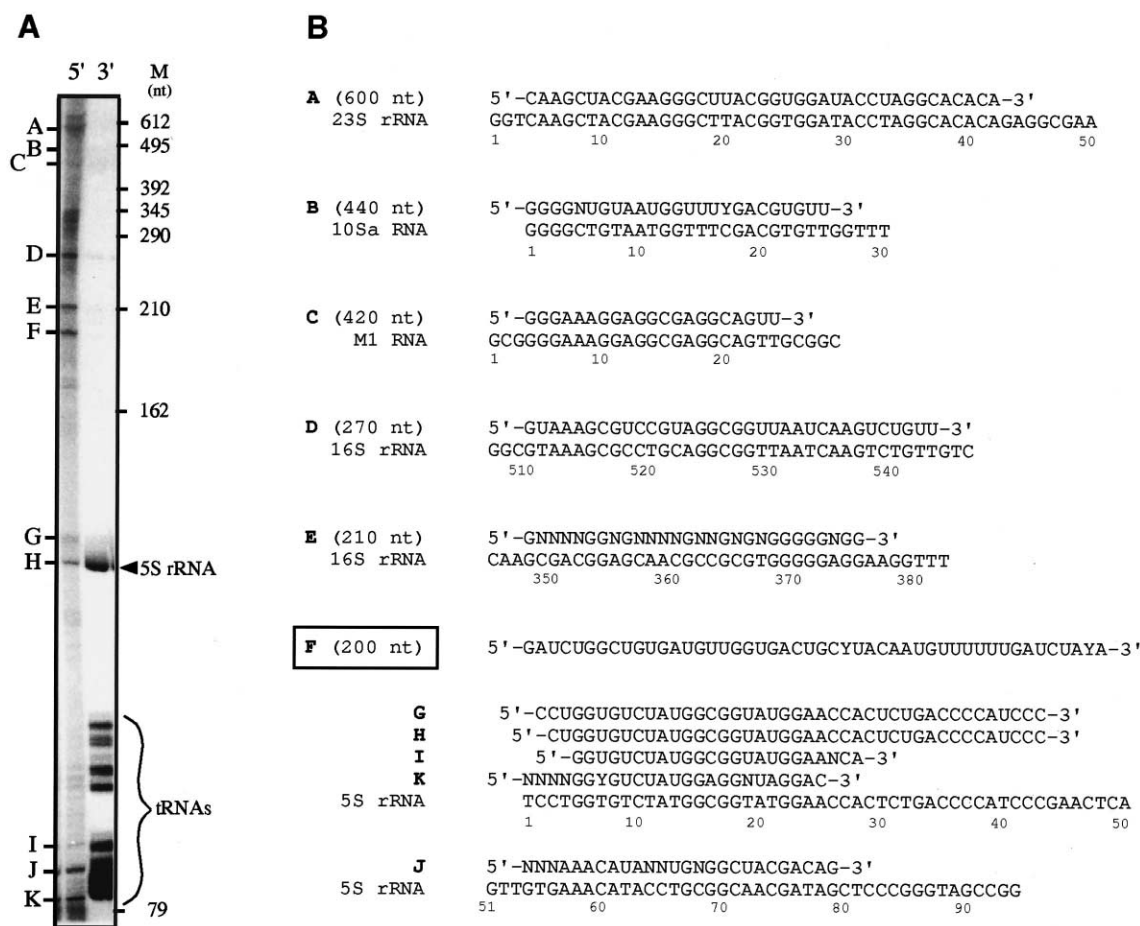 A
5' 3' M
(nt)
A
B
C
D
E
F
G
H
I
J
K
612
495
392
345
290
210
162
79
5S rRNA
tRNAs
B
A (600 nt) 5'-CAAGCUACGAAGGGCUUACGGUGGAUACCUAGGCACACA-3'
23S rRNA GGTCAAGCTACGAAGGGCTTACGGTGGATACCTAGGCACACAGAGGCGAA
1 10 20 30 40 50
B (440 nt) 5'-GGGGNUGUAAUGGUUUYGACGUGUU-3'
10Sa RNA GGGGCTGTAATGGTTTCGACGTGTTGGTTT
1 10 20 30
C (420 nt) 5'-GGGAAAGGAGGCGAGGCAGUU-3'
M1 RNA GCGGGGAAAGGAGGCGAGGCAGTTGCGGC
1 10 20
D (270 nt) 5'-GUAAAGCGUCCGUAGGCGGUUAAUCAAGUCUGUU-3'
16S rRNA GGCGTAAAGCGCCTGCAGGCGGTTAATCAAGTCTGTTGTC
510 520 530 540
E (210 nt) 5'-GNNNNGGNGNNNNGNNGNGNGGGGGNGG-3'
16S rRNA CAAGCGACGGAGCAACGCCGCGTGGGGGAGGAAGGTTT
350 360 370 380
F (200 nt) 5'-GAUCUGGCUGUGAUGUUGGUGACUGCYUACAAUGUUUUUUGAUCUAYA-3'
G 5'-CCUGGUGUCUAUGGCGGUAUGGAACCACUCUGACCCCAUCCC-3'
H 5'-CUGGUGUCUAUGGCGGUAUGGAACCACUCUGACCCCAUCCC-3'
I 5'-GGUGUCUAUGGCGGUAUGGAANCA-3'
K 5'-NNNNGGYGUCUAUGGAGGNUAGGAC-3'
5S rRNA TCCTGGTGTCTATGGCGGTATGGAACCACTCTGACCCCATCCCGAACTCA
1 10 20 30 40 50
J 5'-NNNAAACAUANNUGNGGCUACGACAG-3'
5S rRNA GTTGTGAAACATACCTGCGGCAACGATAGCTCCCGGGTAGCCGG
51 60 70 80 90